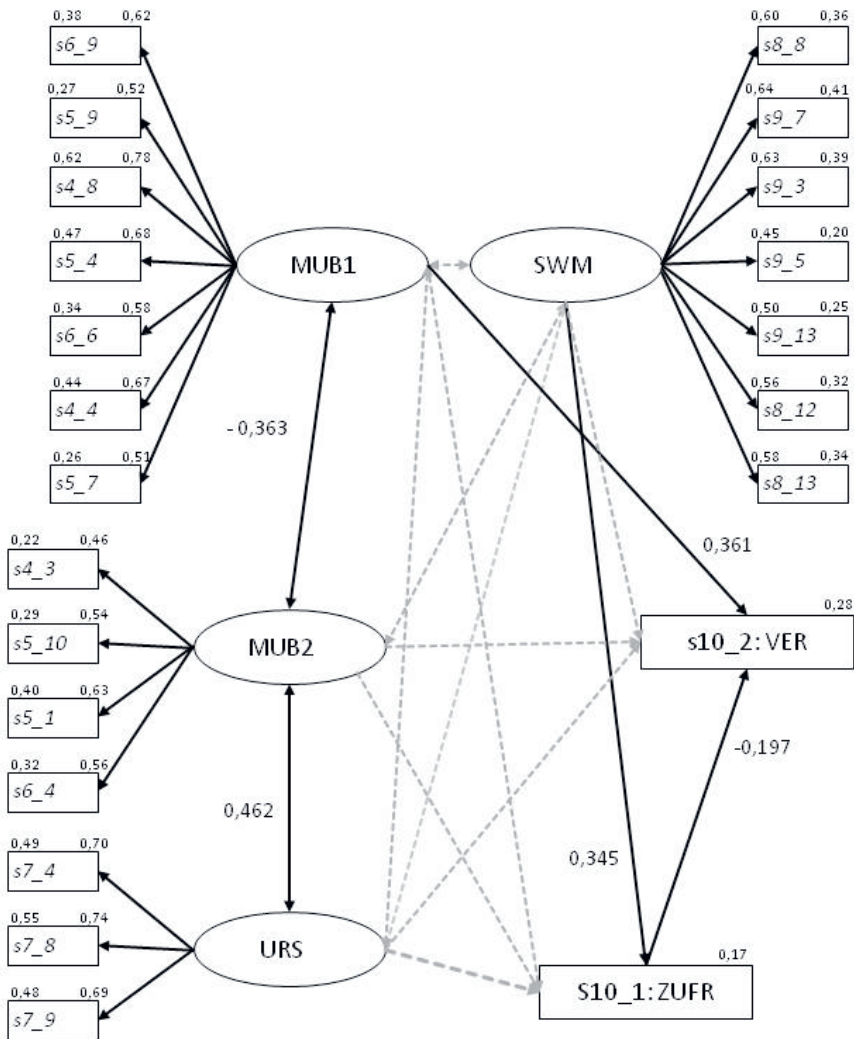 0,38 0,62
s6_9
0,27 0,52
s5_9
0,62 0,78
s4_8
0,47 0,68
s5_4
0,34 0,58
s6_6
0,44 0,67
s4_4
0,26 0,51
s5_7
0,60 0,36
s8_8
0,64 0,41
s9_7
0,63 0,39
s9_3
0,45 0,20
s9_5
0,50 0,25
s9_13
0,56 0,32
s8_12
0,58 0,34
s8_13
MUB1
SWM
- 0,363
0,361
0,22 0,46
s4_3
0,29 0,54
s5_10
0,40 0,63
s5_1
0,32 0,56
s6_4
MUB2
0,28
s10_2: VER
-0,197
0,462
0,345
0,49 0,70
s7_4
0,55 0,74
s7_8
0,48 0,69
s7_9
URS
0,17
S10_1: ZUFR